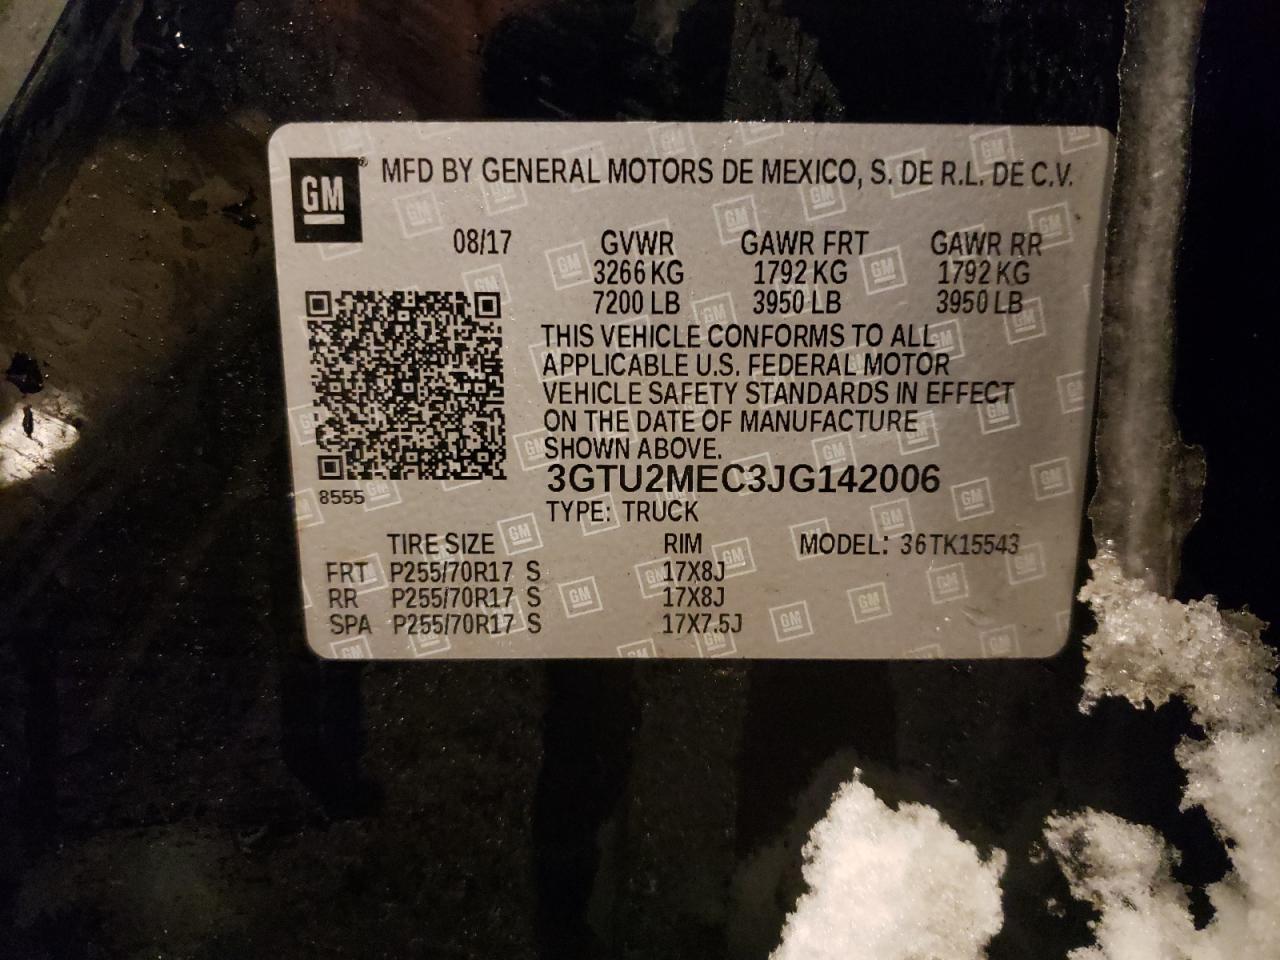 GM® MFD BY GENERAL MOTORS DE MEXICO, S. DE R.L. DE C.V.
08/17 GVWR GAWR FRT GAWR RR
3266 KG 1792 KG 1792 KG
7200 LB 3950 LB 3950 LB
THIS VEHICLE CONFORMS TO ALL
APPLICABLE U.S. FEDERAL MOTOR
VEHICLE SAFETY STANDARDS IN EFFECT
ON THE DATE OF MANUFACTURE
SHOWN ABOVE.
3GTU2MEC3JG142006
8555
TYPE: TRUCK
TIRE SIZE RIM MODEL: 36TK15543
FRT P255/70R17 S 17X8J
RR P255/70R17 S 17X8J
SPA P255/70R17 S 17X7.5J